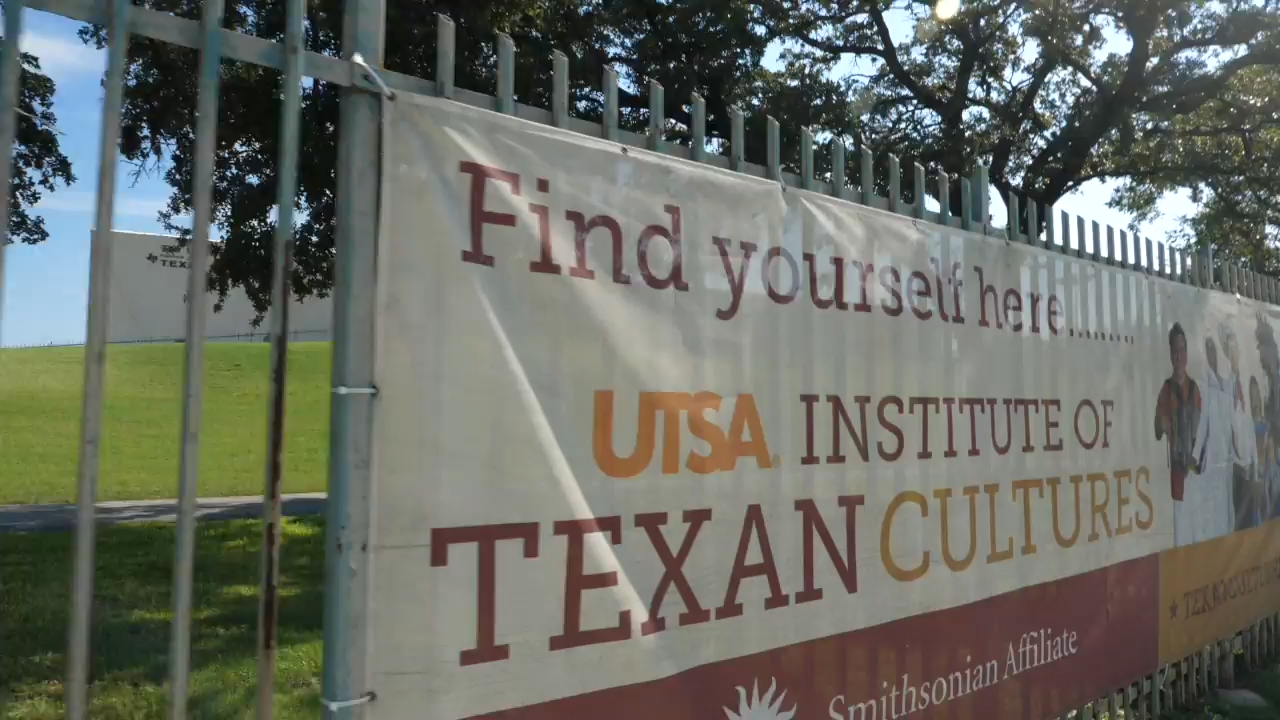 Find yourself here.........
UTSA INSTITUTE OF
TEXAN CULTURES
Smithsonian Affiliate